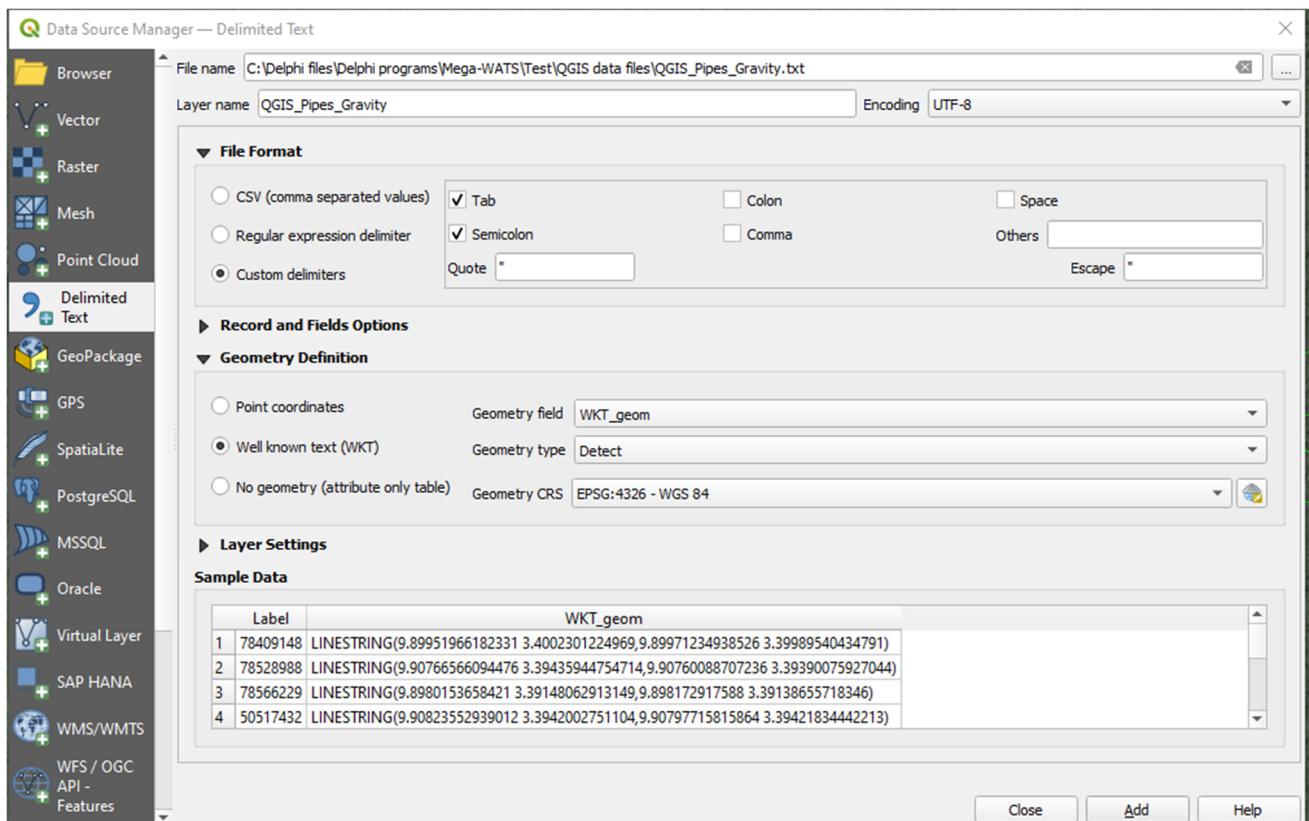 Data Source Manager — Delimited Text
Browser
Vector
Raster
Mesh
Point Cloud
Delimited
Text
GeoPackage
GPS
SpatiaLite
PostgreSQL
MSSQL
Oracle
Virtual Layer
SAP HANA
WMS/WMTS
WFS / OGC
API -
Features
File name C:\Delphi files\Delphi programs\Mega-WATS\Test\QGIS data files\QGIS_Pipes_Gravity.txt ...
Layer name QGIS_Pipes_Gravity Encoding UTF-8
File Format
CSV (comma separated values) Tab Colon Space
Regular expression delimiter Semicolon Comma Others
Custom delimiters Quote " Escape "
Record and Fields Options
Geometry Definition
Point coordinates Geometry field WKT_geom
Well known text (WKT) Geometry type Detect
No geometry (attribute only table) Geometry CRS EPSG:4326 - WGS 84
Layer Settings
Sample Data
Label WKT_geom
1 78409148 LINESTRING(9.89951966182331 3.4002301224969,9.89971234938526 3.39989540434791)
2 78528988 LINESTRING(9.90766566094476 3.39435944754714,9.90760088707236 3.39390075927044)
3 78566229 LINESTRING(9.8980153658421 3.39148062913149,9.898172917588 3.39138655718346)
4 50517432 LINESTRING(9.90823552939012 3.3942002751104,9.90797715815864 3.39421834442213)
Close Add Help